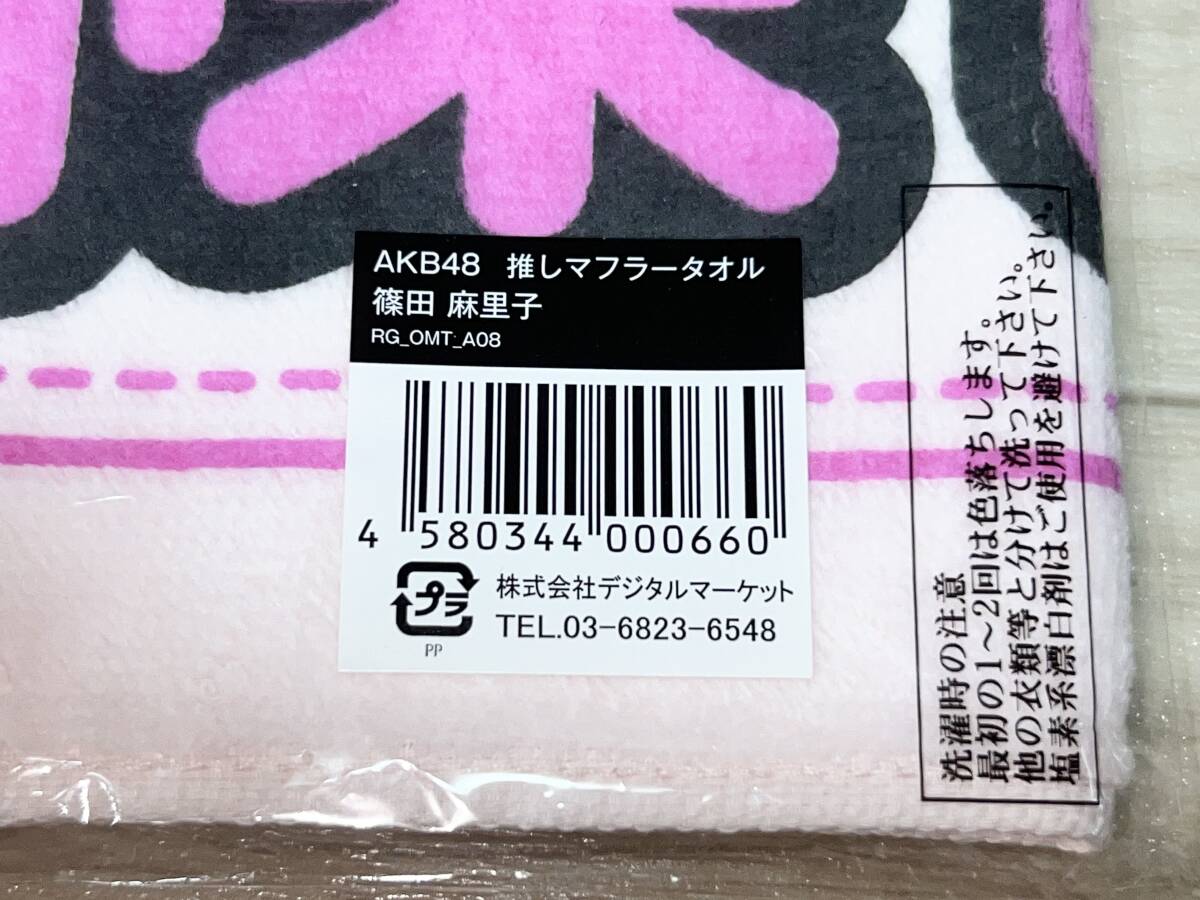 AKB48 推しマフラータオル
篠田 麻里子
RG_OMT_A08
4 580344 000660
プラ
PP
株式会社デジタルマーケット
TEL.03-6823-6548
洗濯時の注意
最初の1～2回は色落ちします。
他の衣類等と分けて洗って下さい。
塩素系漂白剤はご使用を避けて下さい。